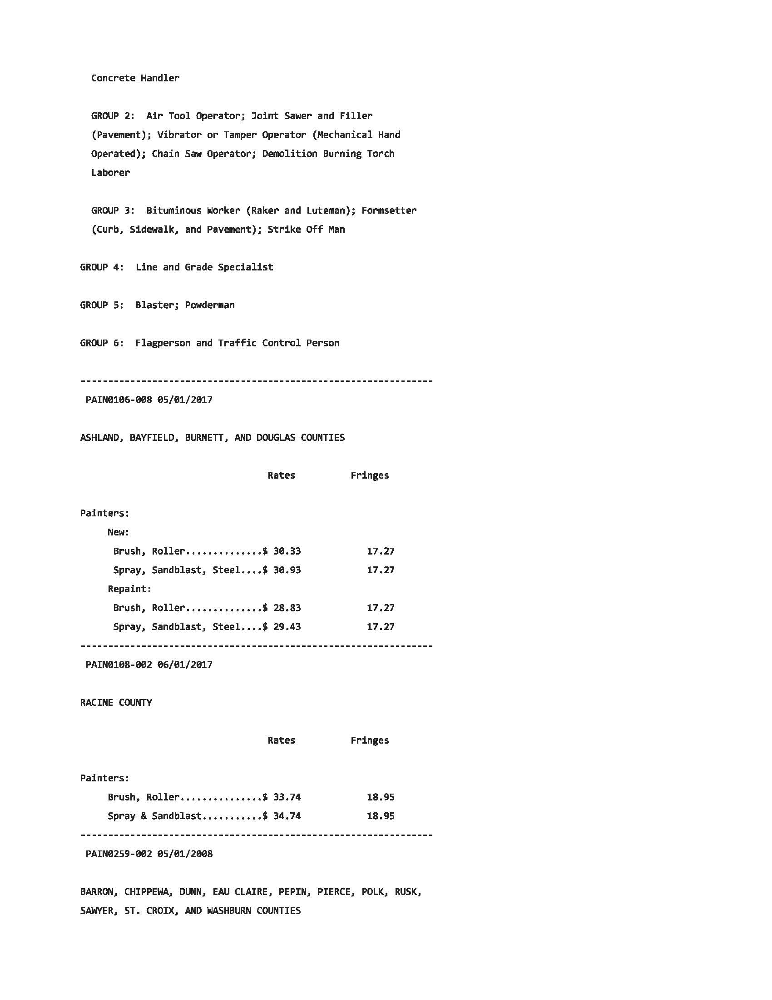 Concrete Handler
GROUP 2:  Air Tool Operator; Joint Sawer and Filler
(Pavement); Vibrator or Tamper Operator (Mechanical Hand
Operated); Chain Saw Operator; Demolition Burning Torch
Laborer
GROUP 3:  Bituminous Worker (Raker and Luteman); Formsetter
(Curb, Sidewalk, and Pavement); Strike Off Man
GROUP 4:  Line and Grade Specialist
GROUP 5:  Blaster; Powderman
GROUP 6:  Flagperson and Traffic Control Person
----------------------------------------------------------------
PAIN0106-008 05/01/2017
ASHLAND, BAYFIELD, BURNETT, AND DOUGLAS COUNTIES
Rates          Fringes
Painters:
New:
Brush, Roller..............$ 30.33            17.27
Spray, Sandblast, Steel....$ 30.93            17.27
Repaint:
Brush, Roller..............$ 28.83            17.27
Spray, Sandblast, Steel....$ 29.43            17.27
----------------------------------------------------------------
PAIN0108-002 06/01/2017
RACINE COUNTY
Rates          Fringes
Painters:
Brush, Roller...............$ 33.74            18.95
Spray & Sandblast...........$ 34.74            18.95
----------------------------------------------------------------
PAIN0259-002 05/01/2008
BARRON, CHIPPEWA, DUNN, EAU CLAIRE, PEPIN, PIERCE, POLK, RUSK,
SAWYER, ST. CROIX, AND WASHBURN COUNTIES